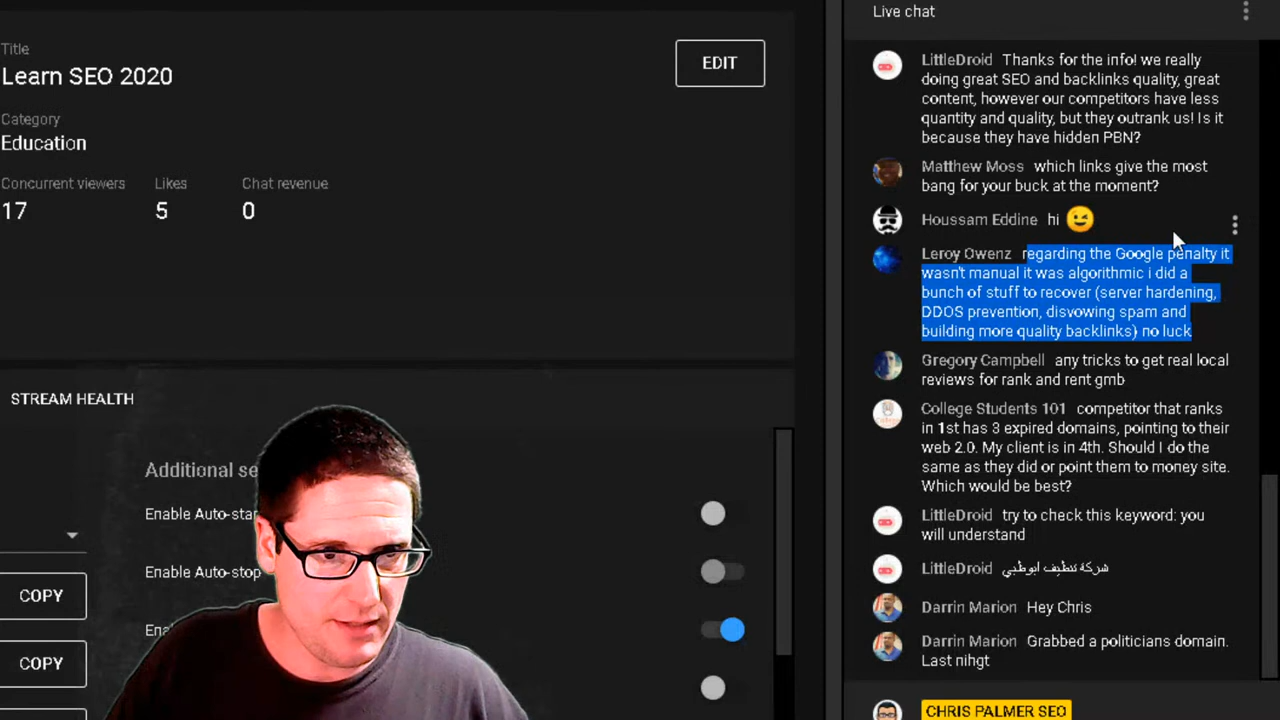 Title
Learn SEO 2020
EDIT
Category
Education
Concurrent viewers
Likes
Chat revenue
17
5
0
STREAM HEALTH
Additional se
Enable Auto-star
Enable Auto-stop
Ena
COPY
COPY
Live chat
LittleDroid Thanks for the info! we really
doing great SEO and backlinks quality, great
content, however our competitors have less
quantity and quality, but they outrank us! Is it
because they have hidden PBN?
Matthew Moss which links give the most
bang for your buck at the moment?
Houssam Eddine hi 😉
Leroy Owenz regarding the Google penalty it
wasn't manual it was algorithmic i did a
bunch of stuff to recover (server hardening,
DDOS prevention, disvowing spam and
building more quality backlinks) no luck
Gregory Campbell any tricks to get real local
reviews for rank and rent gmb
College Students 101 competitor that ranks
in 1st has 3 expired domains, pointing to their
web 2.0. My client is in 4th. Should I do the
same as they did or point them to money site.
Which would be best?
LittleDroid try to check this keyword: you
will understand
LittleDroid شركة تنظيف ابوظبي
Darrin Marion Hey Chris
Darrin Marion Grabbed a politicians domain.
Last nihgt
CHRIS PALMER SEO